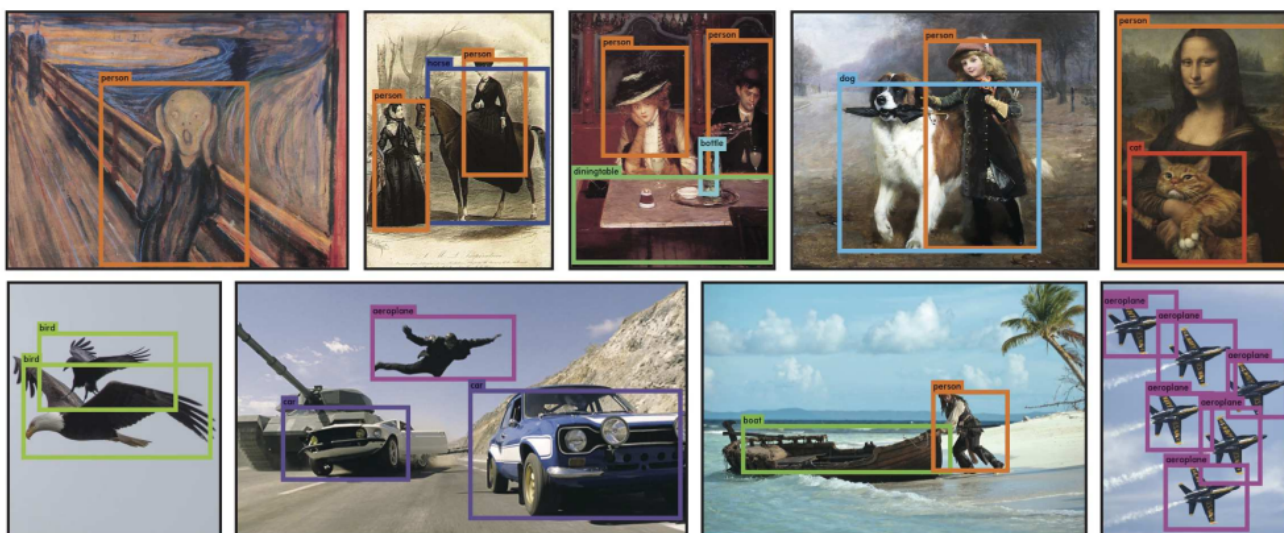 person
person
horse
person
person
person
bottle
diningtable
person
dog
person
cat
bird
bird
aeroplane
car
car
person
boat
aeroplane
aeroplane
aeroplane
aeroplane
aeroplane
aeroplane